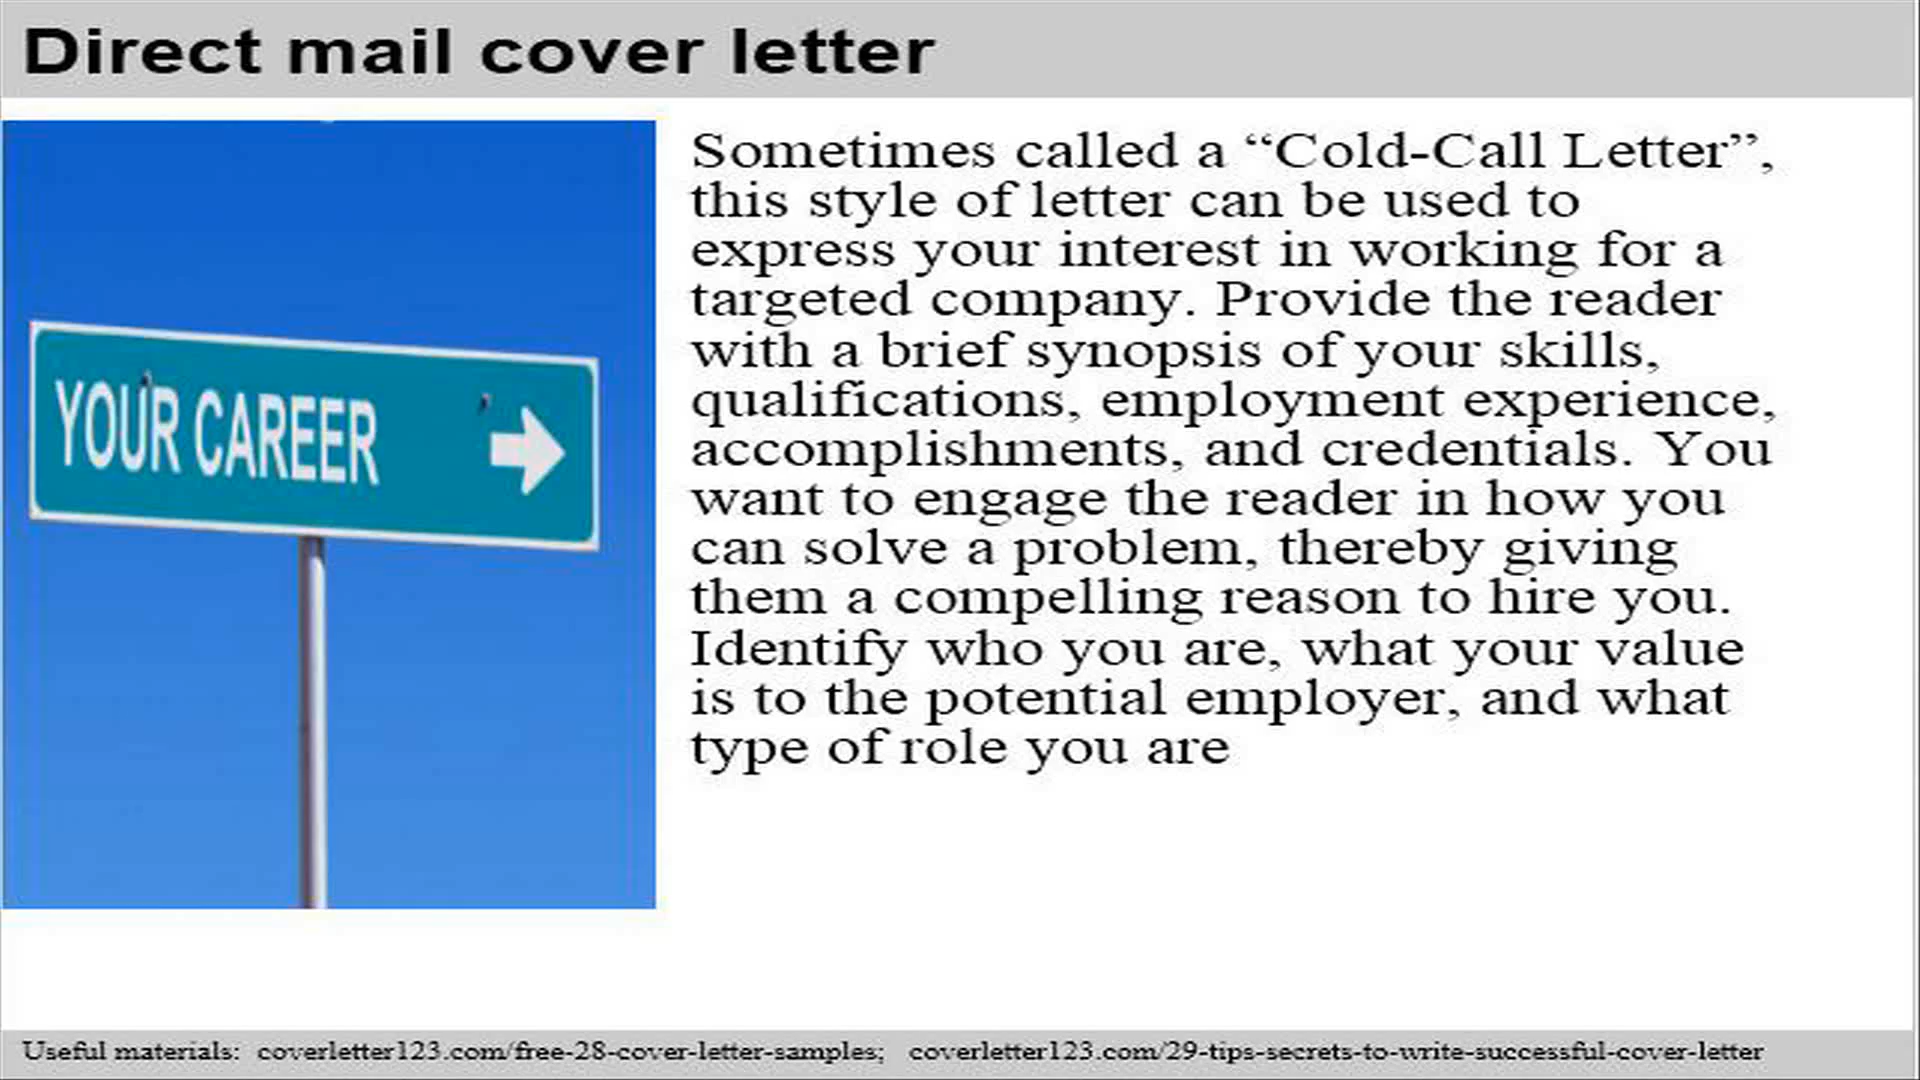 Direct mail cover letter
YOUR CAREER
Sometimes called a “Cold-Call Letter”,
this style of letter can be used to
express your interest in working for a
targeted company. Provide the reader
with a brief synopsis of your skills,
qualifications, employment experience,
accomplishments, and credentials. You
want to engage the reader in how you
can solve a problem, thereby giving
them a compelling reason to hire you.
Identify who you are, what your value
is to the potential employer, and what
type of role you are
Useful materials: coverletter123.com/free-28-cover-letter-samples; coverletter123.com/29-tips-secrets-to-write-successful-cover-letter